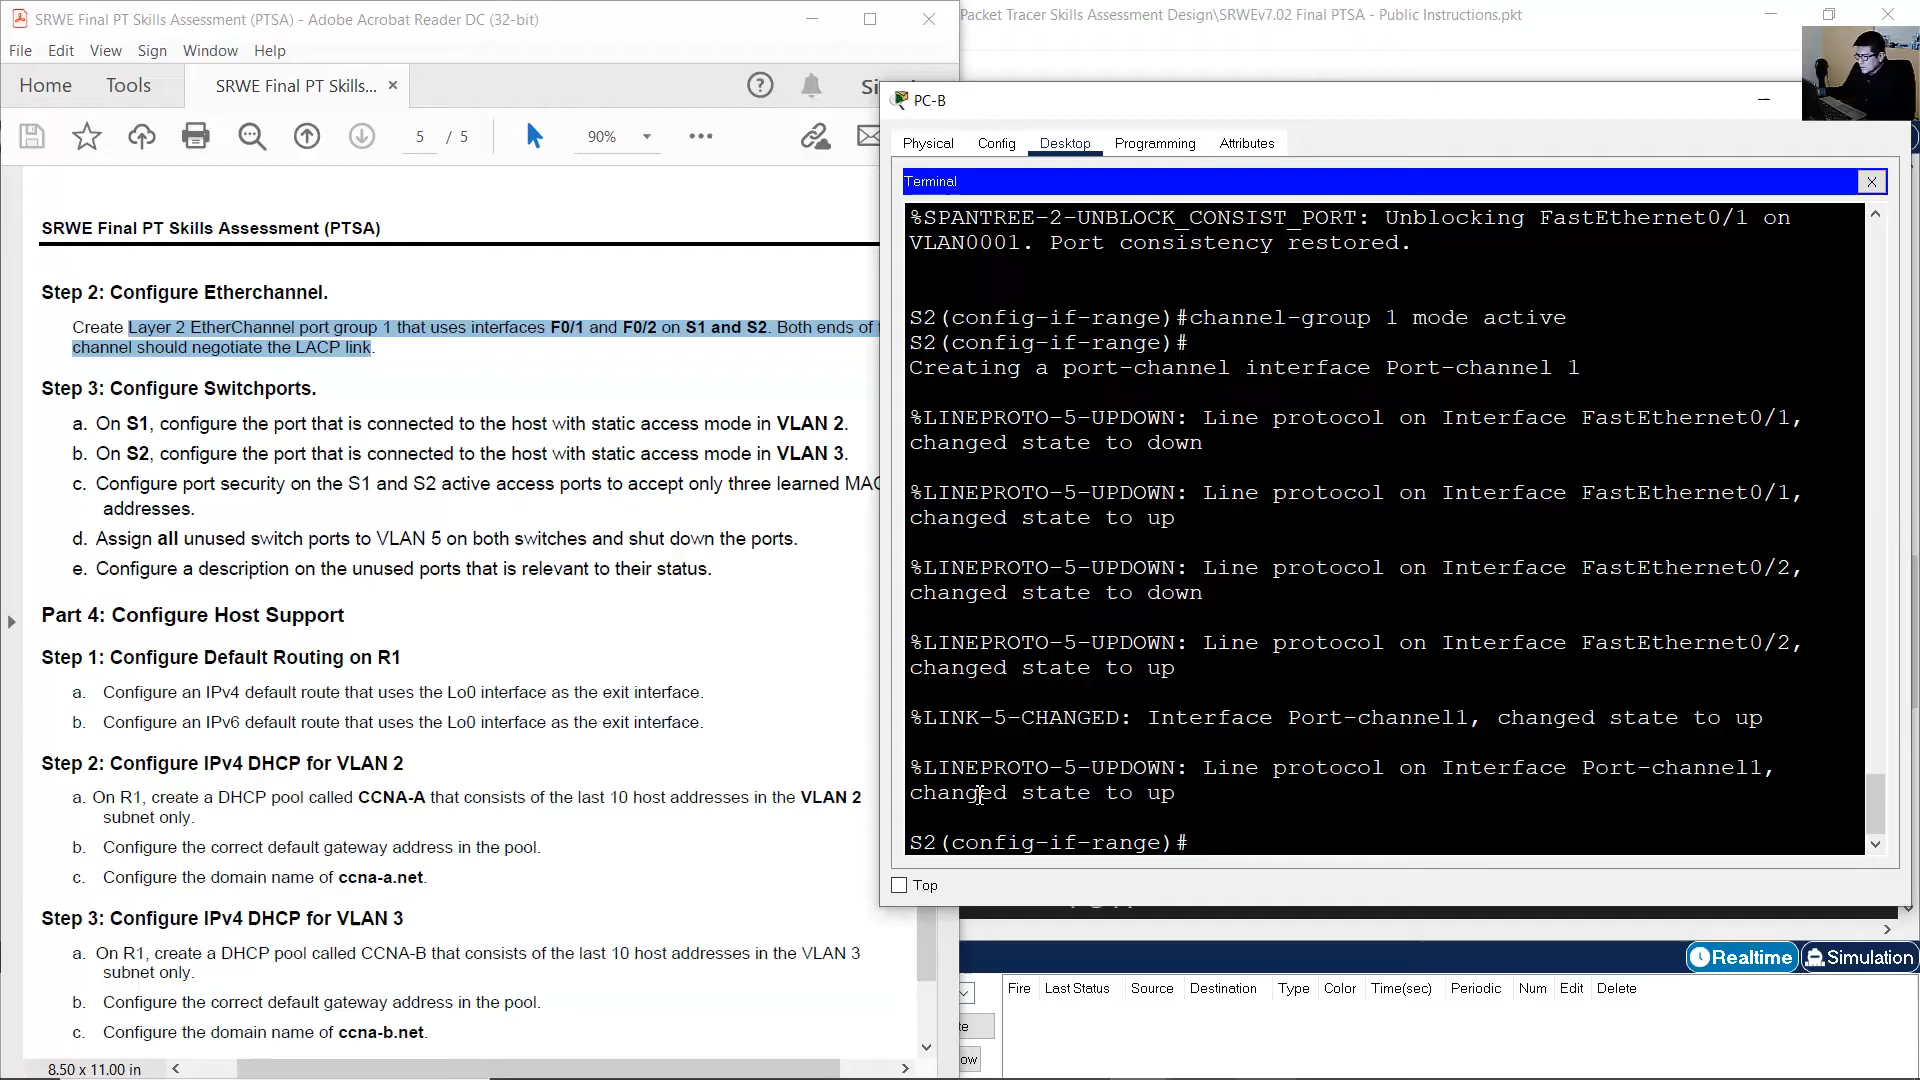 SRWE Final PT Skills Assessment (PTSA) - Adobe Acrobat Reader DC (32-bit)
File Edit View Sign Window Help
Home Tools SRWE Final PT Skills... ×
5 / 5 90%
SRWE Final PT Skills Assessment (PTSA)
Step 2: Configure Etherchannel.
Create Layer 2 EtherChannel port group 1 that uses interfaces F0/1 and F0/2 on S1 and S2. Both ends of
channel should negotiate the LACP link.
Step 3: Configure Switchports.
a. On S1, configure the port that is connected to the host with static access mode in VLAN 2.
b. On S2, configure the port that is connected to the host with static access mode in VLAN 3.
c. Configure port security on the S1 and S2 active access ports to accept only three learned MAC
addresses.
d. Assign all unused switch ports to VLAN 5 on both switches and shut down the ports.
e. Configure a description on the unused ports that is relevant to their status.
Part 4: Configure Host Support
Step 1: Configure Default Routing on R1
a. Configure an IPv4 default route that uses the Lo0 interface as the exit interface.
b. Configure an IPv6 default route that uses the Lo0 interface as the exit interface.
Step 2: Configure IPv4 DHCP for VLAN 2
a. On R1, create a DHCP pool called CCNA-A that consists of the last 10 host addresses in the VLAN 2
subnet only.
b. Configure the correct default gateway address in the pool.
c. Configure the domain name of ccna-a.net.
Step 3: Configure IPv4 DHCP for VLAN 3
a. On R1, create a DHCP pool called CCNA-B that consists of the last 10 host addresses in the VLAN 3
subnet only.
b. Configure the correct default gateway address in the pool.
c. Configure the domain name of ccna-b.net.
8.50 x 11.00 in
Packet Tracer Skills Assessment Design\SRWEv7.02 Final PTSA - Public Instructions.pkt
PC-B
Physical Config Desktop Programming Attributes
Terminal X
%SPANTREE-2-UNBLOCK_CONSIST_PORT: Unblocking FastEthernet0/1 on
VLAN0001. Port consistency restored.
S2(config-if-range)#channel-group 1 mode active
S2(config-if-range)#
Creating a port-channel interface Port-channel 1
%LINEPROTO-5-UPDOWN: Line protocol on Interface FastEthernet0/1,
changed state to down
%LINEPROTO-5-UPDOWN: Line protocol on Interface FastEthernet0/1,
changed state to up
%LINEPROTO-5-UPDOWN: Line protocol on Interface FastEthernet0/2,
changed state to down
%LINEPROTO-5-UPDOWN: Line protocol on Interface FastEthernet0/2,
changed state to up
%LINK-5-CHANGED: Interface Port-channel1, changed state to up
%LINEPROTO-5-UPDOWN: Line protocol on Interface Port-channel1,
changed state to up
S2(config-if-range)#
Top
Realtime Simulation
Fire Last Status Source Destination Type Color Time(sec) Periodic Num Edit Delete